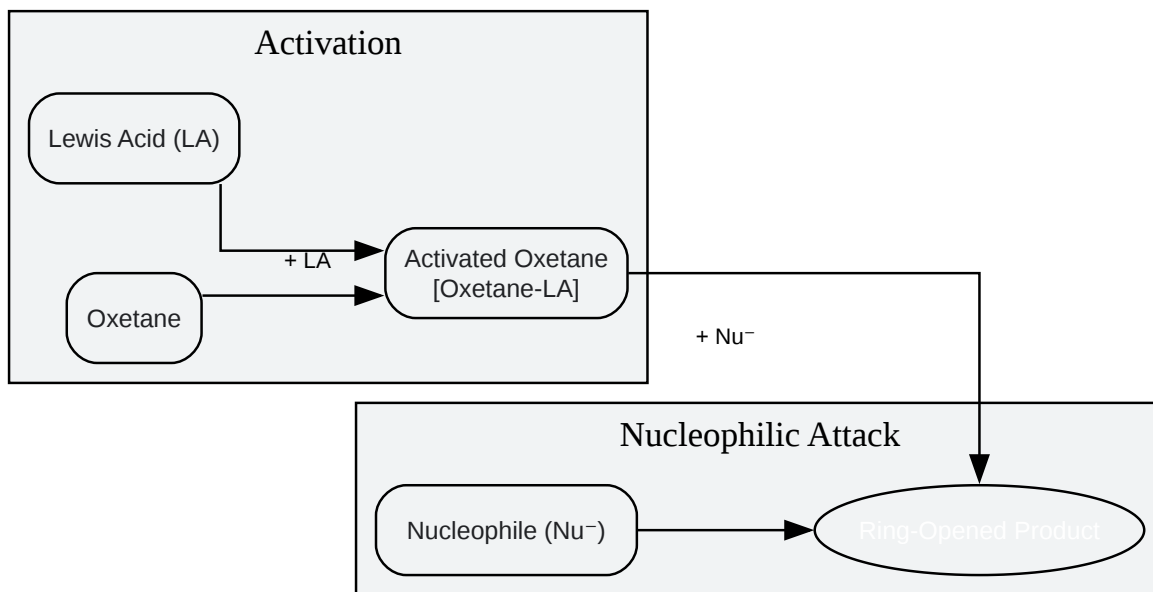 Activation
Lewis Acid (LA)
+ LA
Activated Oxetane
[Oxetane-LA]
Oxetane
+ Nu⁻
Nucleophilic Attack
Nucleophile (Nu⁻)
Ring-Opened Product